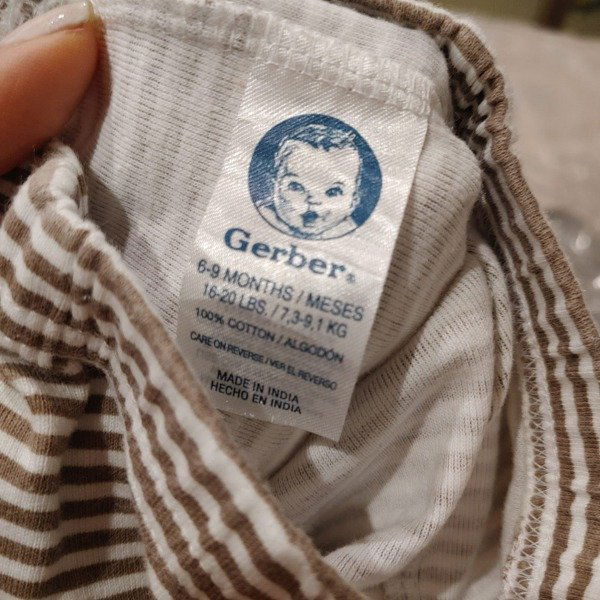 Gerber®
6-9 MONTHS / MESES
16-20 LBS. / 7.3-9.1 KG
100% COTTON / ALGODÓN
CARE ON REVERSE / VER EL REVERSO
MADE IN INDIA
HECHO EN INDIA